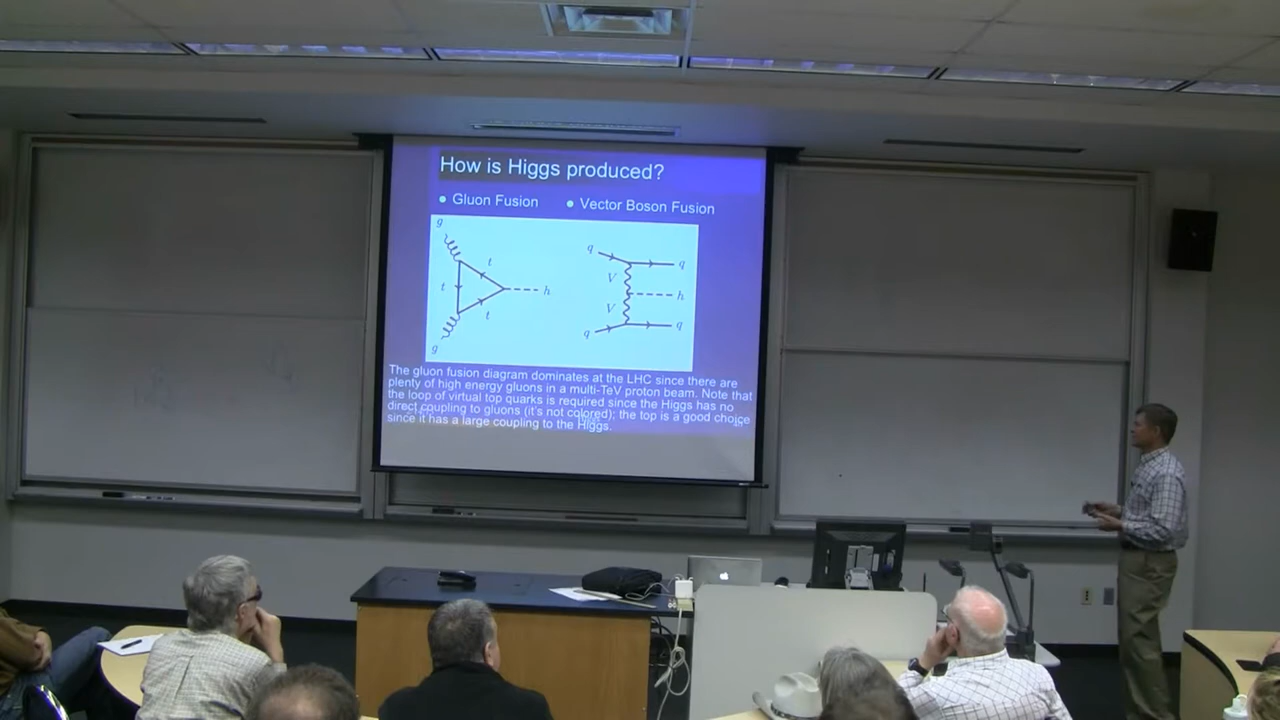 How is Higgs produced?
Gluon Fusion
Vector Boson Fusion
g
t
t
t
h
g
q
q
V
h
V
q
q
The gluon fusion diagram dominates at the LHC since there are
plenty of high energy gluons in a multi-TeV proton beam. Note that
the loop of virtual top quarks is required since the Higgs has no
direct coupling to gluons (it's not colored); the top is a good choice
since it has a large coupling to the Higgs.